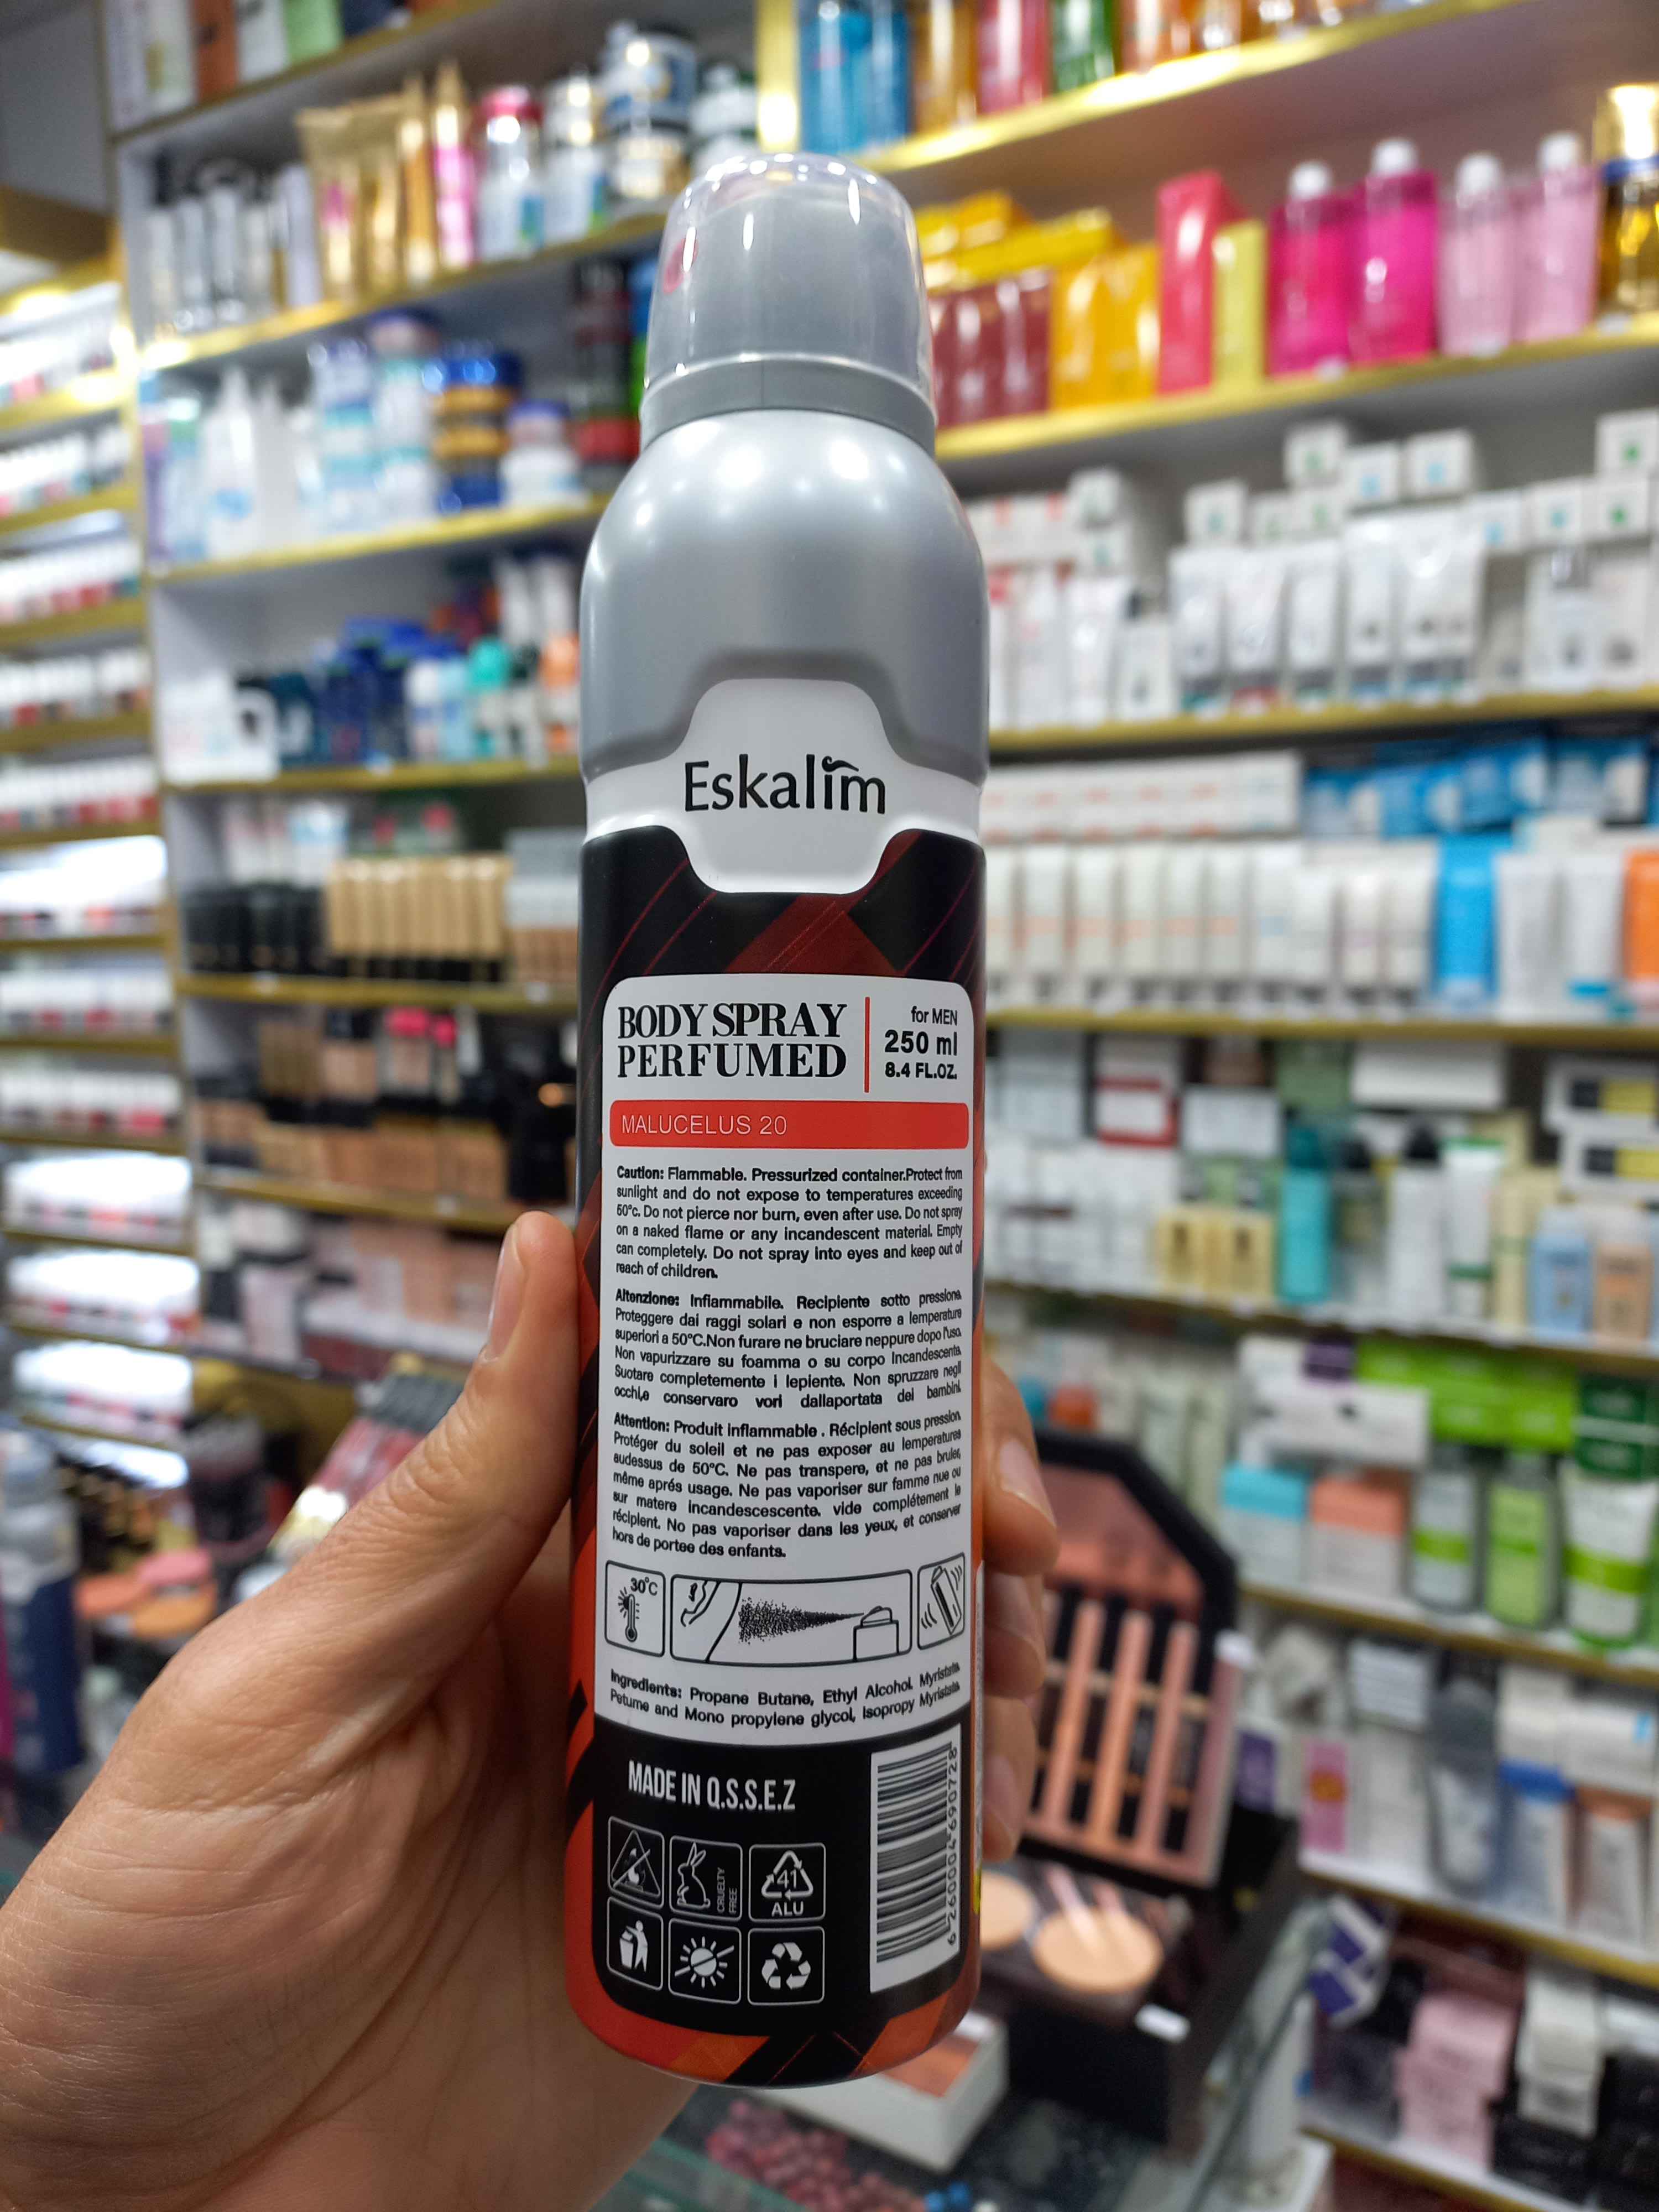 Eskalim
BODY SPRAY
PERFUMED
for MEN
250 ml
8.4 FL.OZ.
MALUCELUS 20
Caution: Flammable. Pressurized container.Protect from
sunlight and do not expose to temperatures exceeding
50°c. Do not pierce nor burn, even after use. Do not spray
on a naked flame or any incandescent material. Empty
can completely. Do not spray into eyes and keep out of
reach of children.
Altenzione: Infiammabile. Recipiente sotto pressione.
Proteggere dai raggi solari e non esporre a lemperature
superiori a 50°C.Non furare ne bruciare neppure dopo l'uso.
Non vapurizzare su foamma o su corpo Incandescente.
Suotare completemente i lepiente. Non spruzzare negli
occhi,e conservaro vori dallaportata dei bambini.
Attention: Produit inflammable . Récipient sous pression.
Protéger du soleil et ne pas exposer au lemperatures
audessus de 50°C. Ne pas transpere, et ne pas bruler,
même aprés usage. Ne pas vaporiser sur famme nue ou
sur matere incandescescente. vide complétement le
récipient. No pas vaporiser dans les yeux, et conserver
hors de portee des enfants.
30°C
Ingredients: Propane Butane, Ethyl Alcohol. Myristate.
Petume and Mono propylene glycol, Isopropy Myristate.
MADE IN Q.S.S.E.Z
CRUELTY
FREE
41
ALU
6 260004 690728